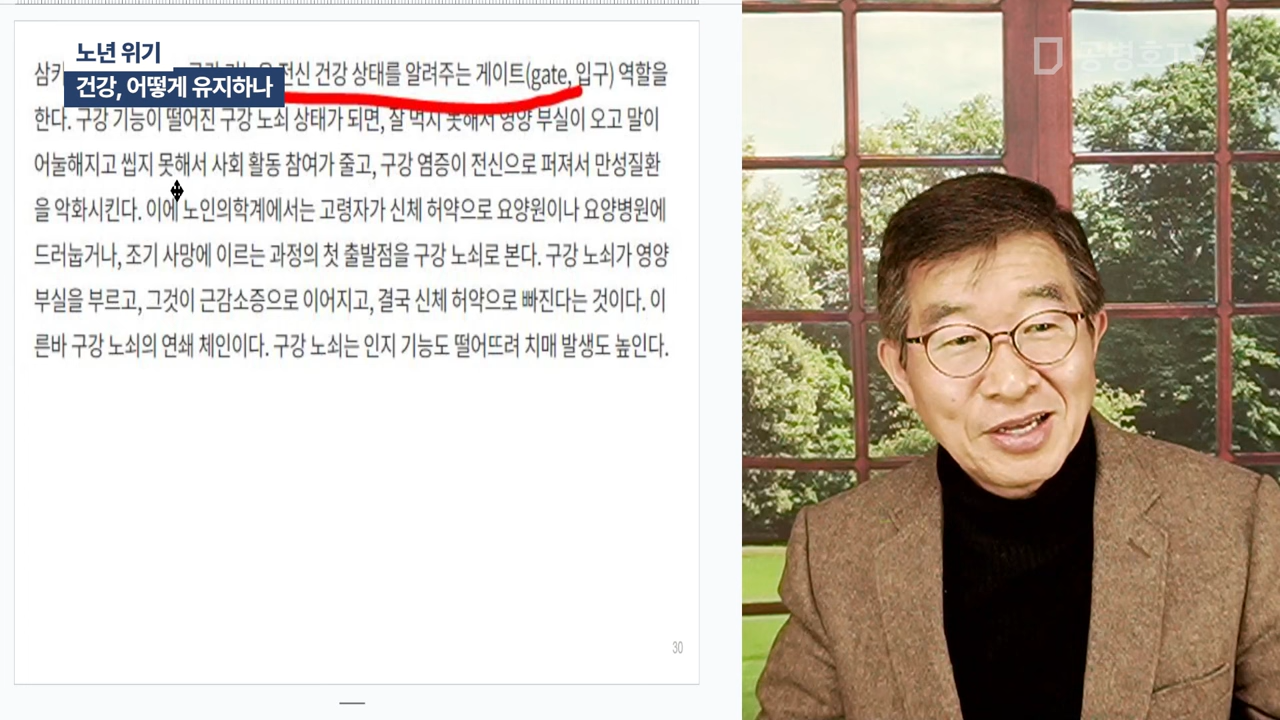 노년 위기
건강, 어떻게 유지하나
전신 건강 상태를 알려주는 게이트(gate, 입구) 역할을
한다. 구강 기능이 떨어진 구강 노쇠 상태가 되면, 잘 먹지 못해서 영양 부실이 오고 말이
어눌해지고 씹지 못해서 사회 활동 참여가 줄고, 구강 염증이 전신으로 퍼져서 만성질환
을 악화시킨다. 이에 노인의학계에서는 고령자가 신체 허약으로 요양원이나 요양병원에
드러눕거나, 조기 사망에 이르는 과정의 첫 출발점을 구강 노쇠로 본다. 구강 노쇠가 영양
부실을 부르고, 그것이 근감소증으로 이어지고, 결국 신체 허약으로 빠진다는 것이다. 이
른바 구강 노쇠의 연쇄 체인이다. 구강 노쇠는 인지 기능도 떨어뜨려 치매 발생도 높인다.
30
공병호TV